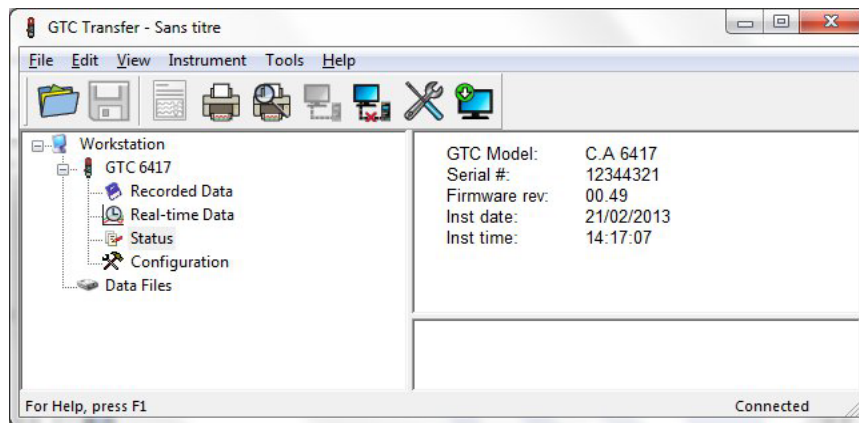 GTC Transfer - Sans titre
File Edit View Instrument Tools Help
Workstation
GTC 6417
Recorded Data
Real-time Data
Status
Configuration
Data Files
GTC Model: C.A 6417
Serial #: 12344321
Firmware rev: 00.49
Inst date: 21/02/2013
Inst time: 14:17:07
For Help, press F1
Connected